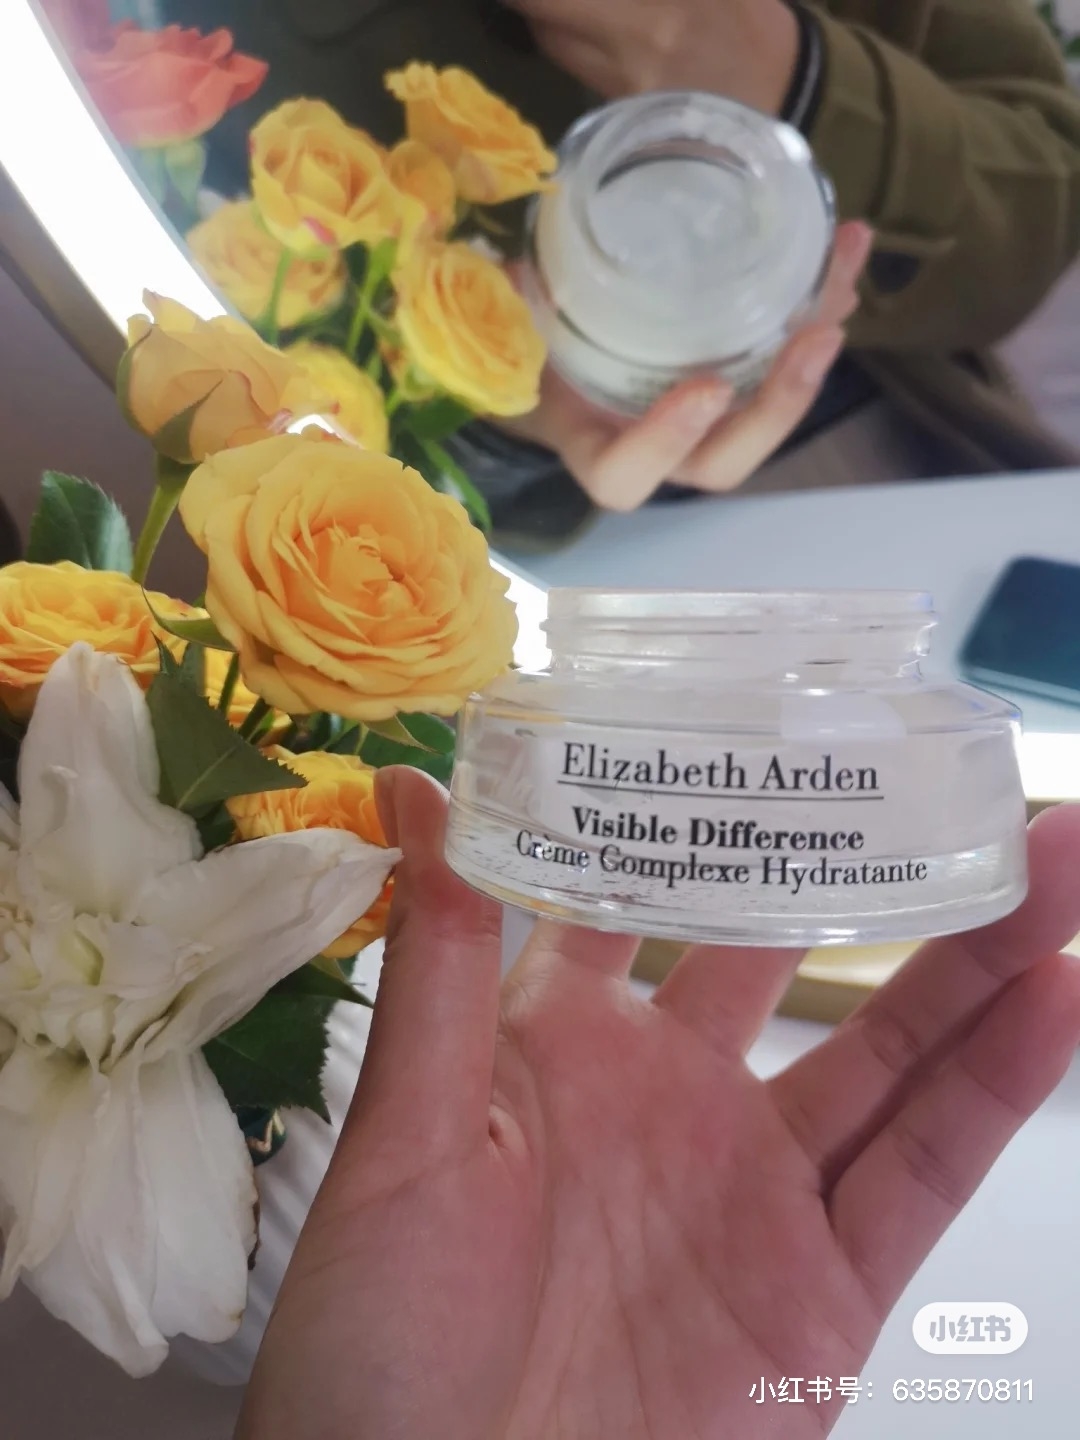 Elizabeth Arden
Visible Difference
Crème Complexe Hydratante
小红书
小红书号：635870811